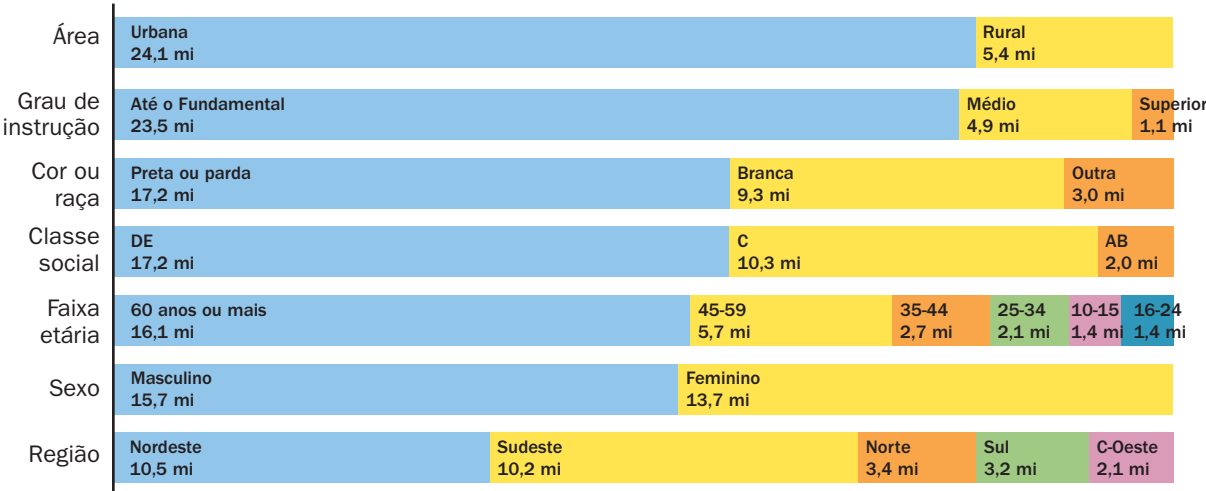 Área
Urbana
24,1 mi
Rural
5,4 mi
Grau de
instrução
Até o Fundamental
23,5 mi
Médio
4,9 mi
Superior
1,1 mi
Cor ou
raça
Preta ou parda
17,2 mi
Branca
9,3 mi
Outra
3,0 mi
Classe
social
DE
17,2 mi
C
10,3 mi
AB
2,0 mi
Faixa
etária
60 anos ou mais
16,1 mi
45-59
5,7 mi
35-44
2,7 mi
25-34
2,1 mi
10-15
1,4 mi
16-24
1,4 mi
Sexo
Masculino
15,7 mi
Feminino
13,7 mi
Região
Nordeste
10,5 mi
Sudeste
10,2 mi
Norte
3,4 mi
Sul
3,2 mi
C-Oeste
2,1 mi